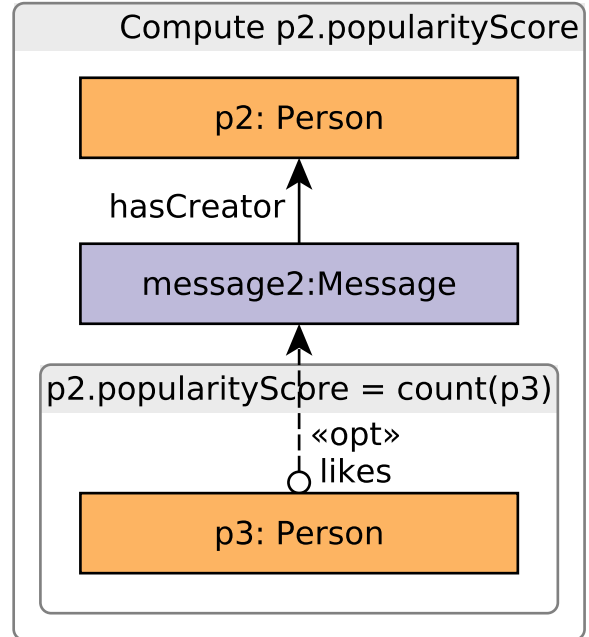 Compute p2.popularityScore
p2: Person
hasCreator
message2:Message
p2.popularityScore = count(p3)
«opt»
likes
p3: Person